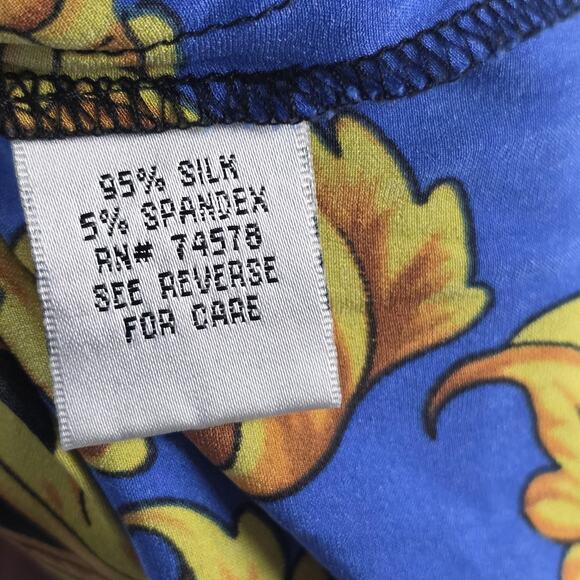 95% SILK
5% SPANDEX
RN# 74578
SEE REVERSE
FOR CARE